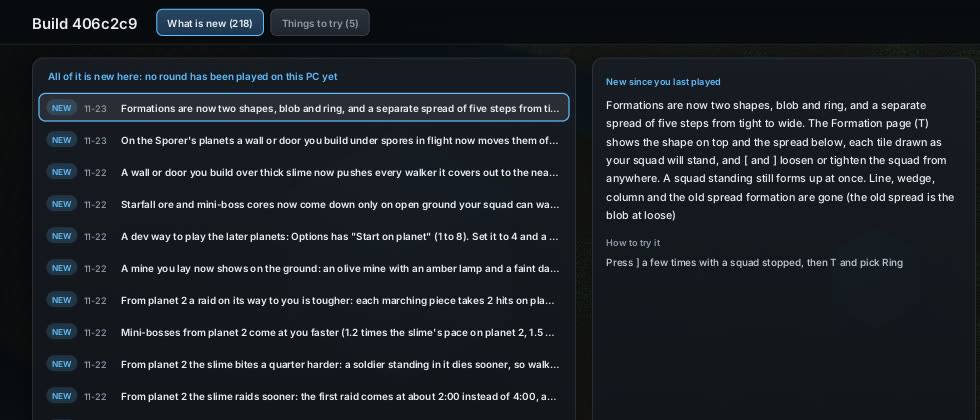 Build 406c2c9
What is new (218)
Things to try (5)
All of it is new here: no round has been played on this PC yet
NEW 11-23 Formations are now two shapes, blob and ring, and a separate spread of five steps from ti...
NEW 11-23 On the Sporer's planets a wall or door you build under spores in flight now moves them of...
NEW 11-22 A wall or door you build over thick slime now pushes every walker it covers out to the nea...
NEW 11-22 Starfall ore and mini-boss cores now come down only on open ground your squad can wa...
NEW 11-22 A dev way to play the later planets: Options has "Start on planet" (1 to 8). Set it to 4 and a ...
NEW 11-22 A mine you lay now shows on the ground: an olive mine with an amber lamp and a faint da...
NEW 11-22 From planet 2 a raid on its way to you is tougher: each marching piece takes 2 hits on pla...
NEW 11-22 Mini-bosses from planet 2 come at you faster (1.2 times the slime's pace on planet 2, 1.5 ...
NEW 11-22 From planet 2 the slime bites a quarter harder: a soldier standing in it dies sooner, so walk...
NEW 11-22 From planet 2 the slime raids sooner: the first raid comes at about 2:00 instead of 4:00, a...
New since you last played
Formations are now two shapes, blob and ring, and a separate
spread of five steps from tight to wide. The Formation page (T)
shows the shape on top and the spread below, each tile drawn as
your squad will stand, and [ and ] loosen or tighten the squad from
anywhere. A squad standing still forms up at once. Line, wedge,
column and the old spread formation are gone (the old spread is the
blob at loose)
How to try it
Press ] a few times with a squad stopped, then T and pick Ring